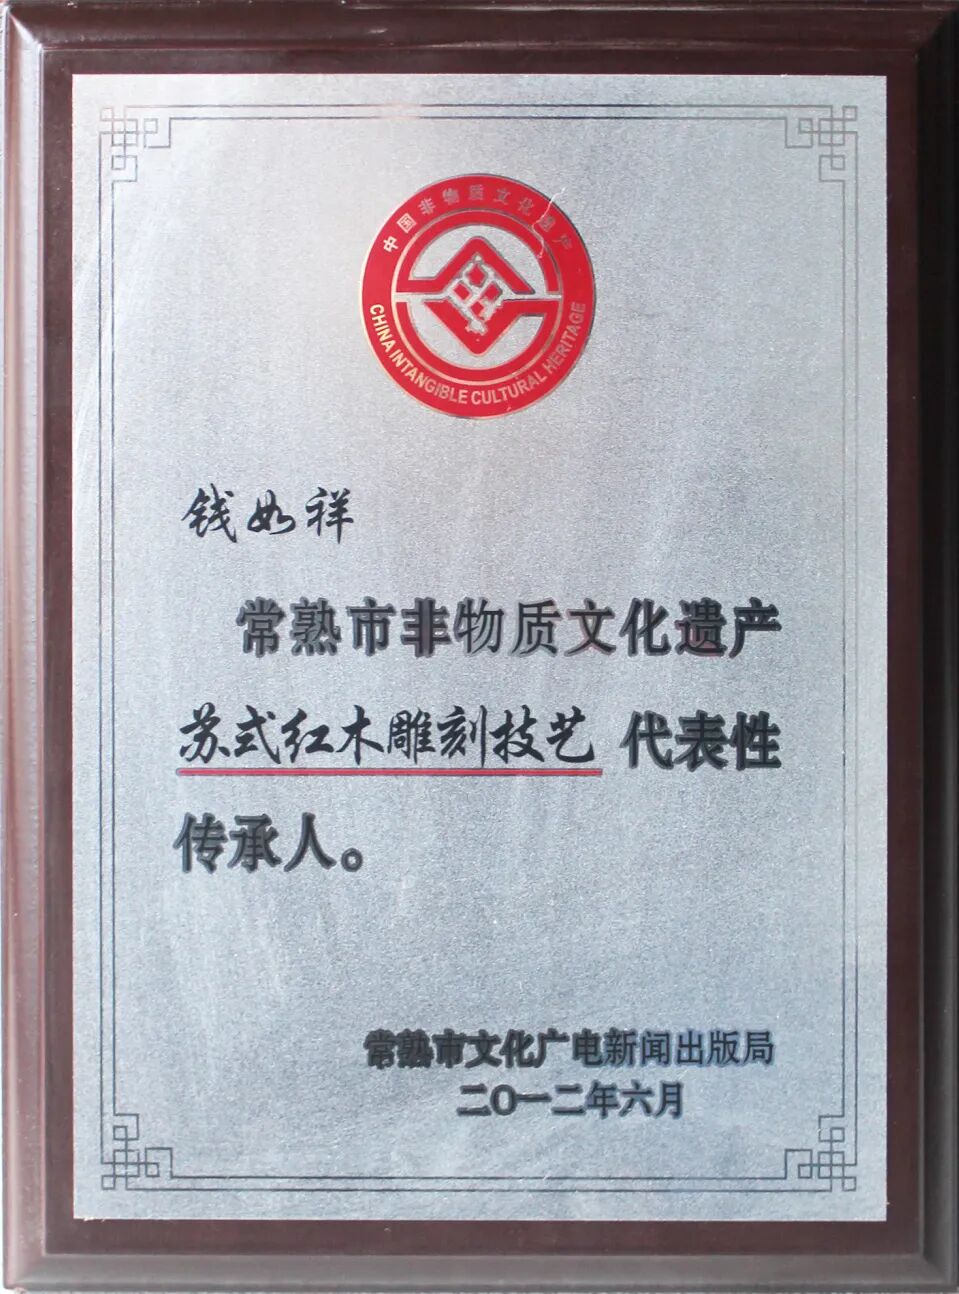 中国非物质文化遗产
CHINA INTANGIBLE CULTURAL HERITAGE
钱如祥
常熟市非物质文化遗产
苏式红木雕刻技艺 代表性
传承人。
常熟市文化广电新闻出版局
二〇一二年六月